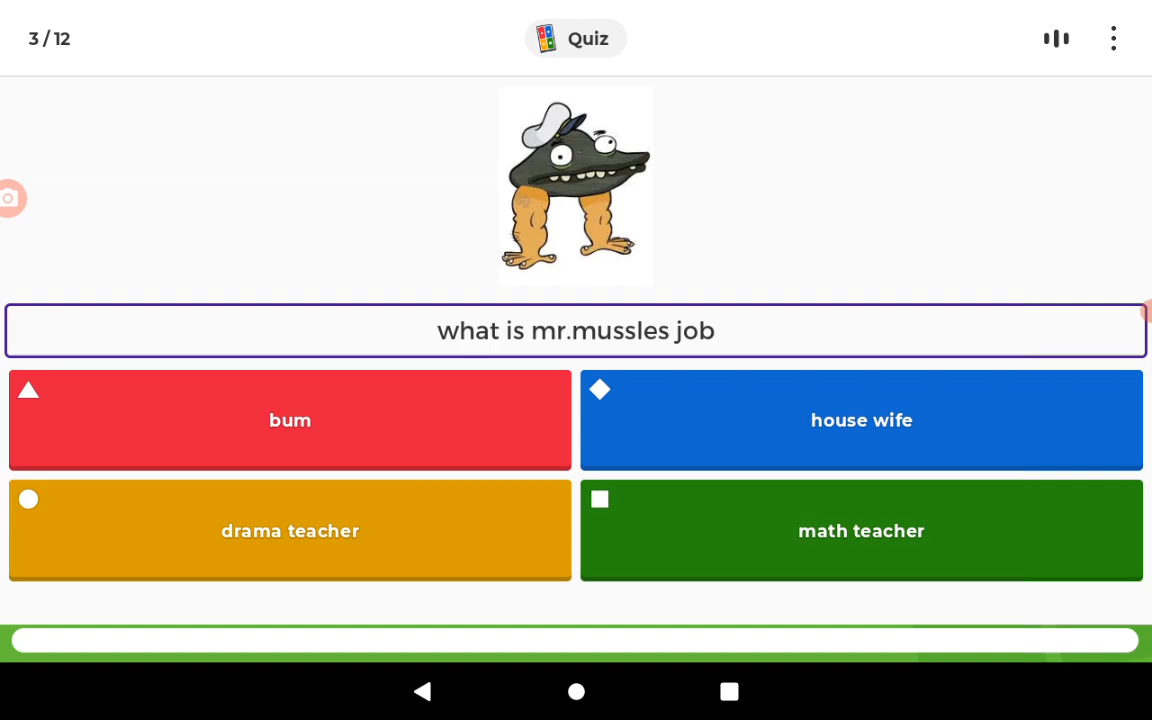 3 / 12
Quiz
what is mr.mussles job
bum
house wife
drama teacher
math teacher